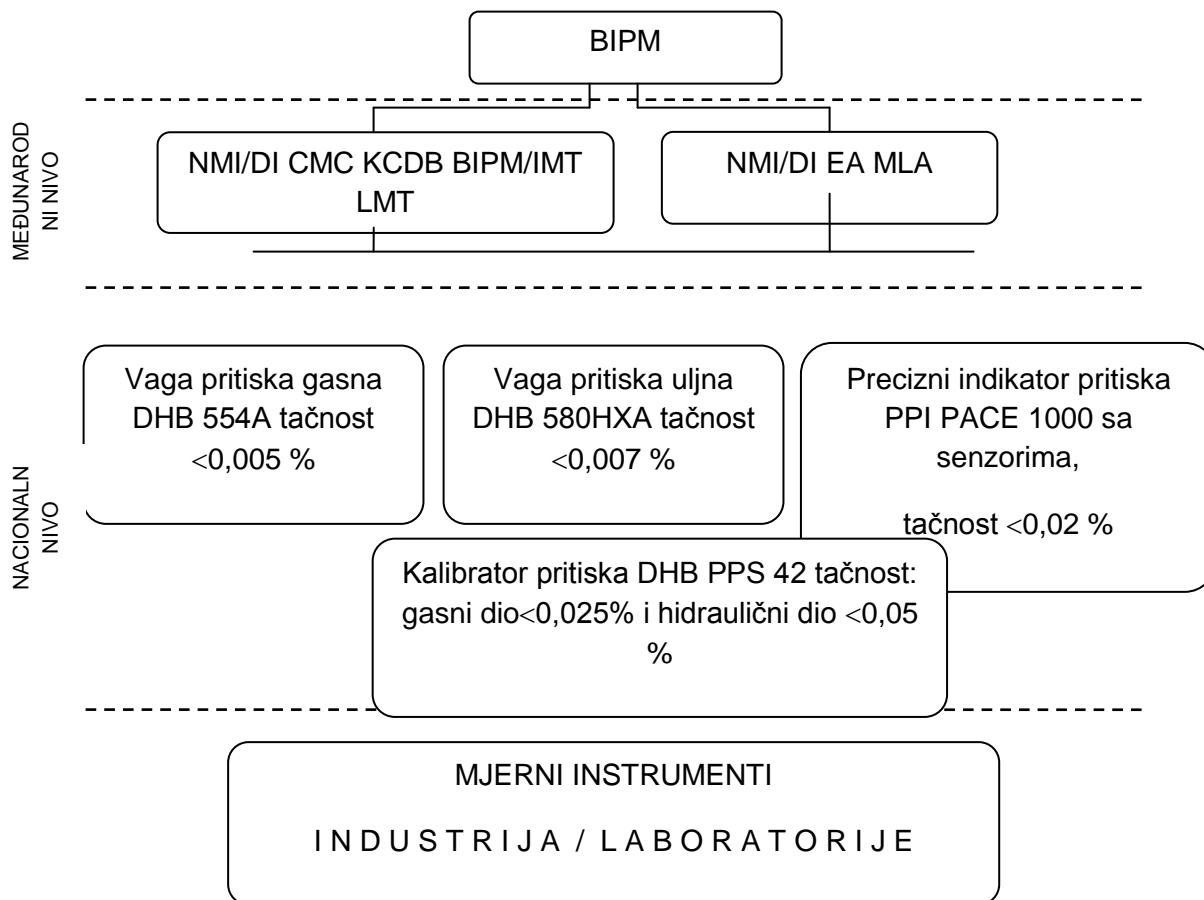 BIPM
MEĐUNAROD
NI NIVO
NMI/DI CMC KCDB BIPM/IMT
LMT
NMI/DI EA MLA
NACIONALN
NIVO
Vaga pritiska gasna
DHB 554A tačnost
<0,005 %
Vaga pritiska uljna
DHB 580HXA tačnost
<0,007 %
Precizni indikator pritiska
PPI PACE 1000 sa
senzorima,
tačnost <0,02 %
Kalibrator pritiska DHB PPS 42 tačnost:
gasni dio<0,025% i hidraulični dio <0,05
%
MJERNI INSTRUMENTI
I N D U S T R I J A / L A B O R A T O R I J E